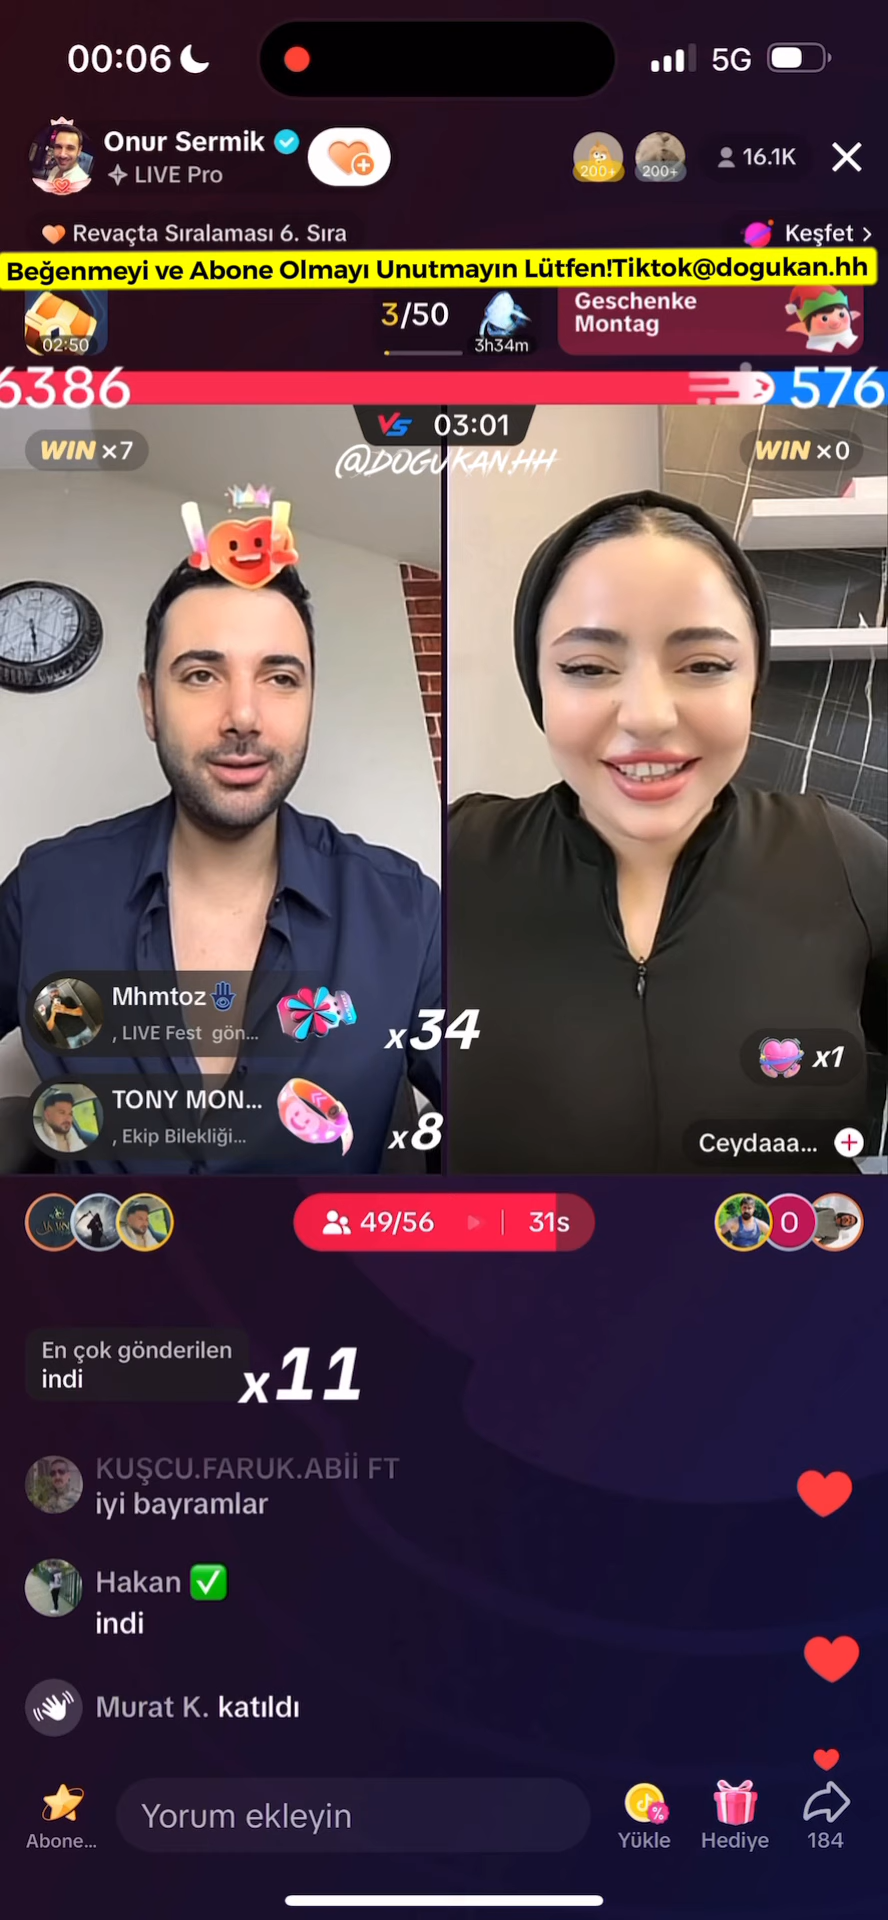 00:06
5G
Onur Sermik
LIVE Pro
200+
200+
16.1K
Revaçta Sıralaması 6. Sıra
Keşfet >
Beğenmeyi ve Abone Olmayı Unutmayın Lütfen!Tiktok@dogukan.hh
02:50
3/50
3h34m
Geschenke
Montag
6386
576
VS 03:01
WIN x7
WIN x0
@DOGUKAN.HH
Mhmtoz
, LIVE Fest gön...
x34
x1
TONY MON...
, Ekip Bilekliği...
x8
Ceydaaa...
49/56
31s
O
En çok gönderilen
indi
x11
KUŞCU.FARUK.ABİİ FT
iyi bayramlar
Hakan
indi
Murat K. katıldı
Abone...
Yorum ekleyin
Yükle
Hediye
184